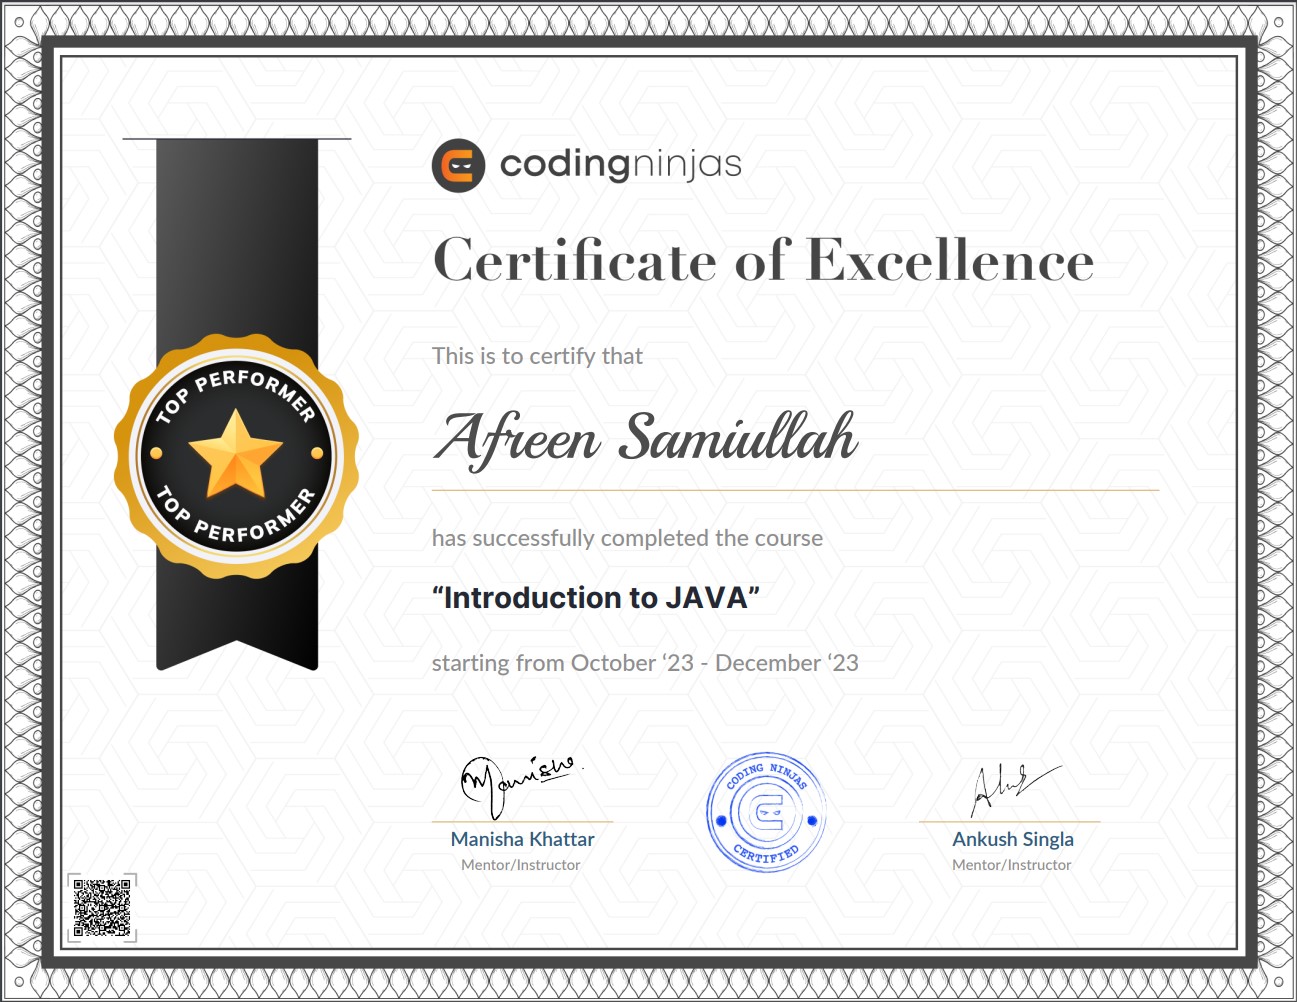 codingninjas
Certificate of Excellence
This is to certify that
TOP PERFORMER
TOP PERFORMER
Afreen Samiullah
has successfully completed the course
“Introduction to JAVA”
starting from October ‘23 - December ‘23
Manishe
CODING NINJAS
CERTIFIED
Manisha Khattar
Mentor/Instructor
Ankush Singla
Mentor/Instructor